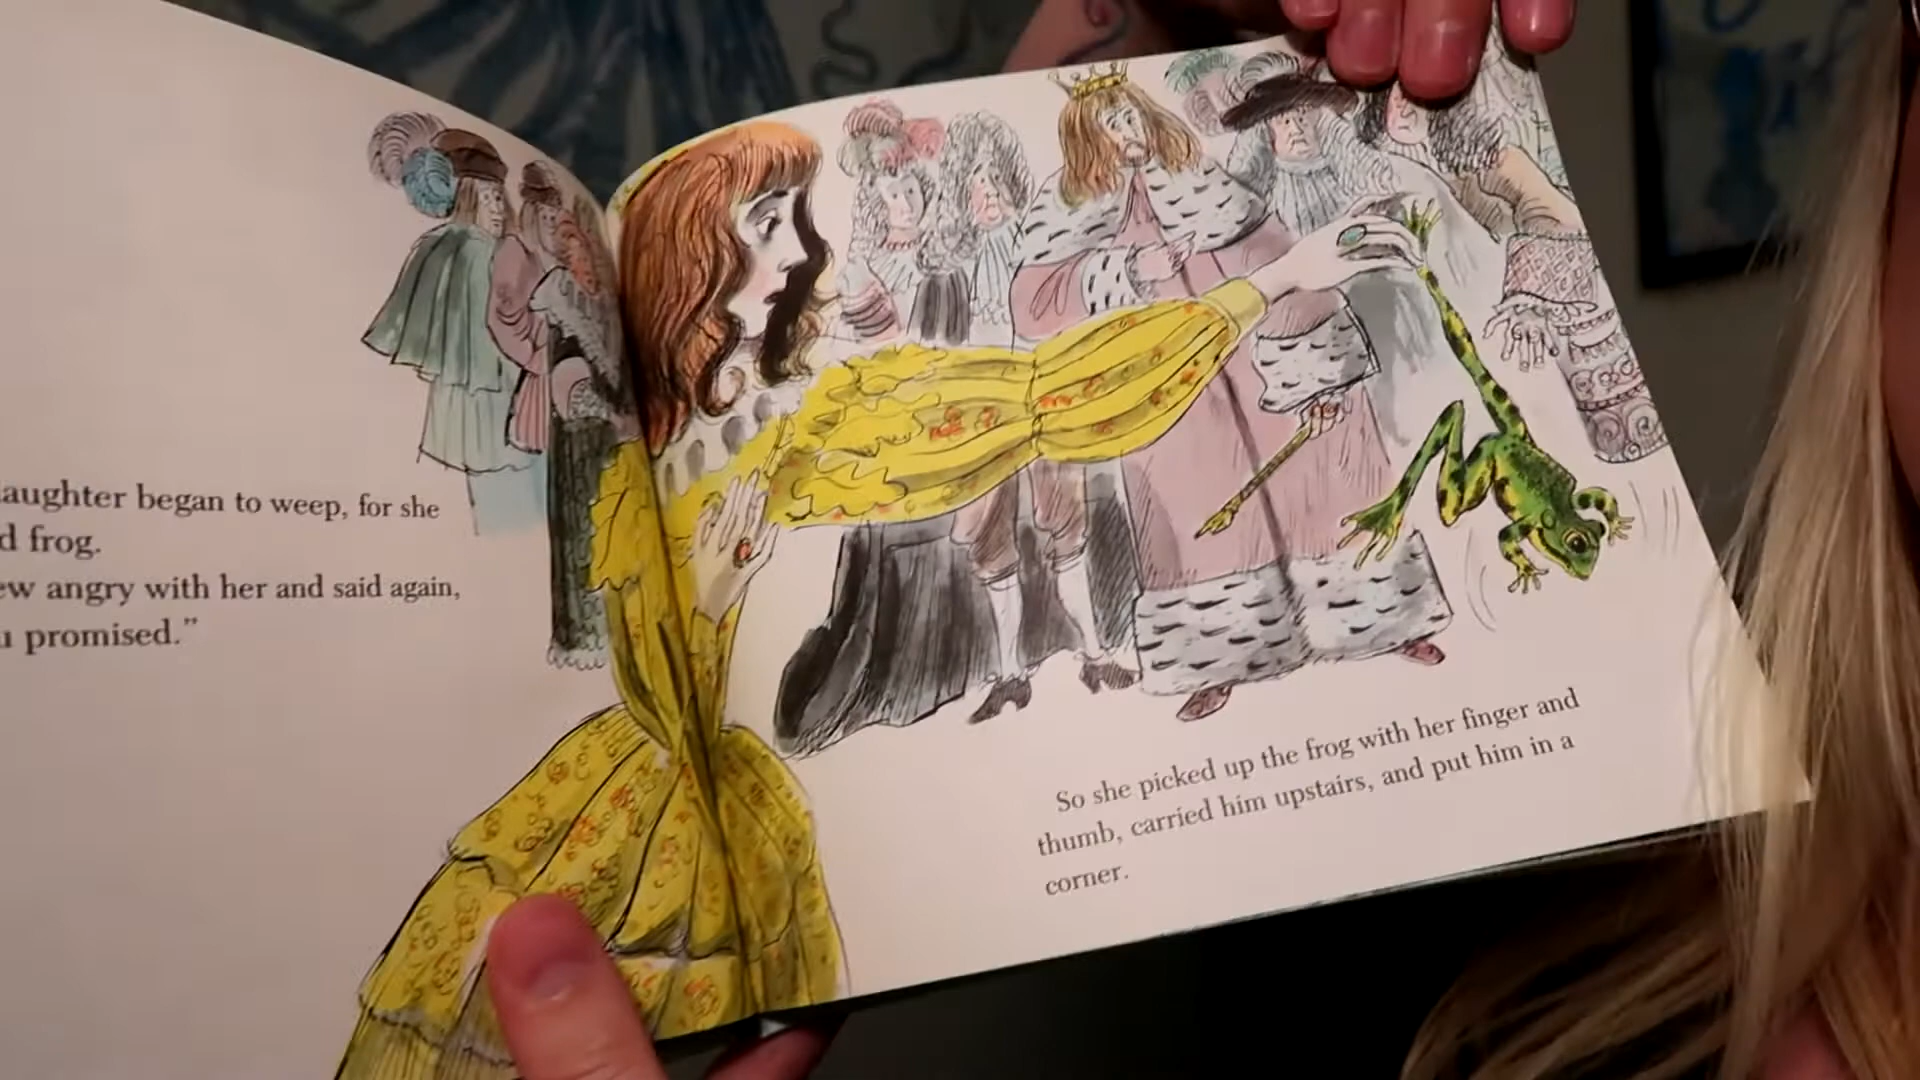 aughter began to weep, for she
d frog.
ew angry with her and said again,
u promised.”
So she picked up the frog with her finger and
thumb, carried him upstairs, and put him in a
corner.